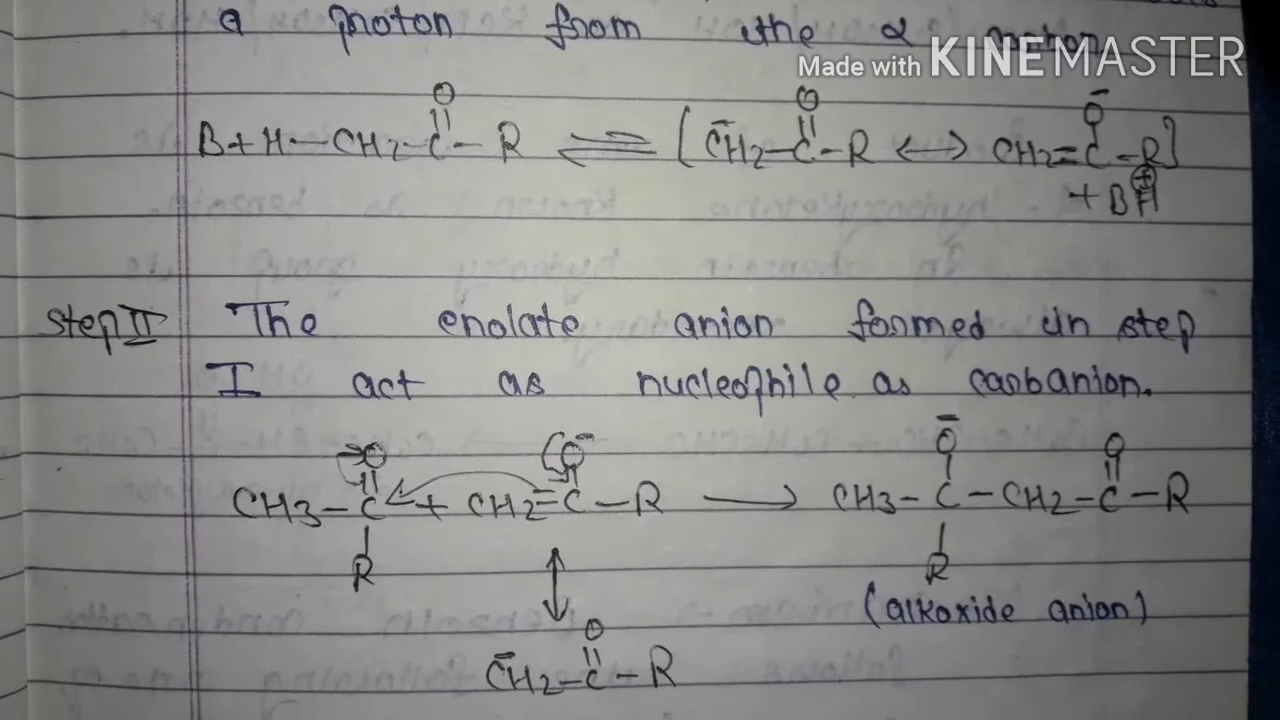 a proton from the α
Made with KINEMASTER
B + H—CH2—C(=O)—R ⇌ [C̄H2—C(=O)—R ↔ CH2=C(O⁻)—R]
+ BH⊕
Step II The enolate anion formed in step
I act as nucleophile as carbanion.
CH3—C(=O)(R) + CH2=C(O⁻)—R → CH3—C(O⁻)(R)—CH2—C(=O)—R
(alkoxide anion)
C̄H2—C(=O)—R